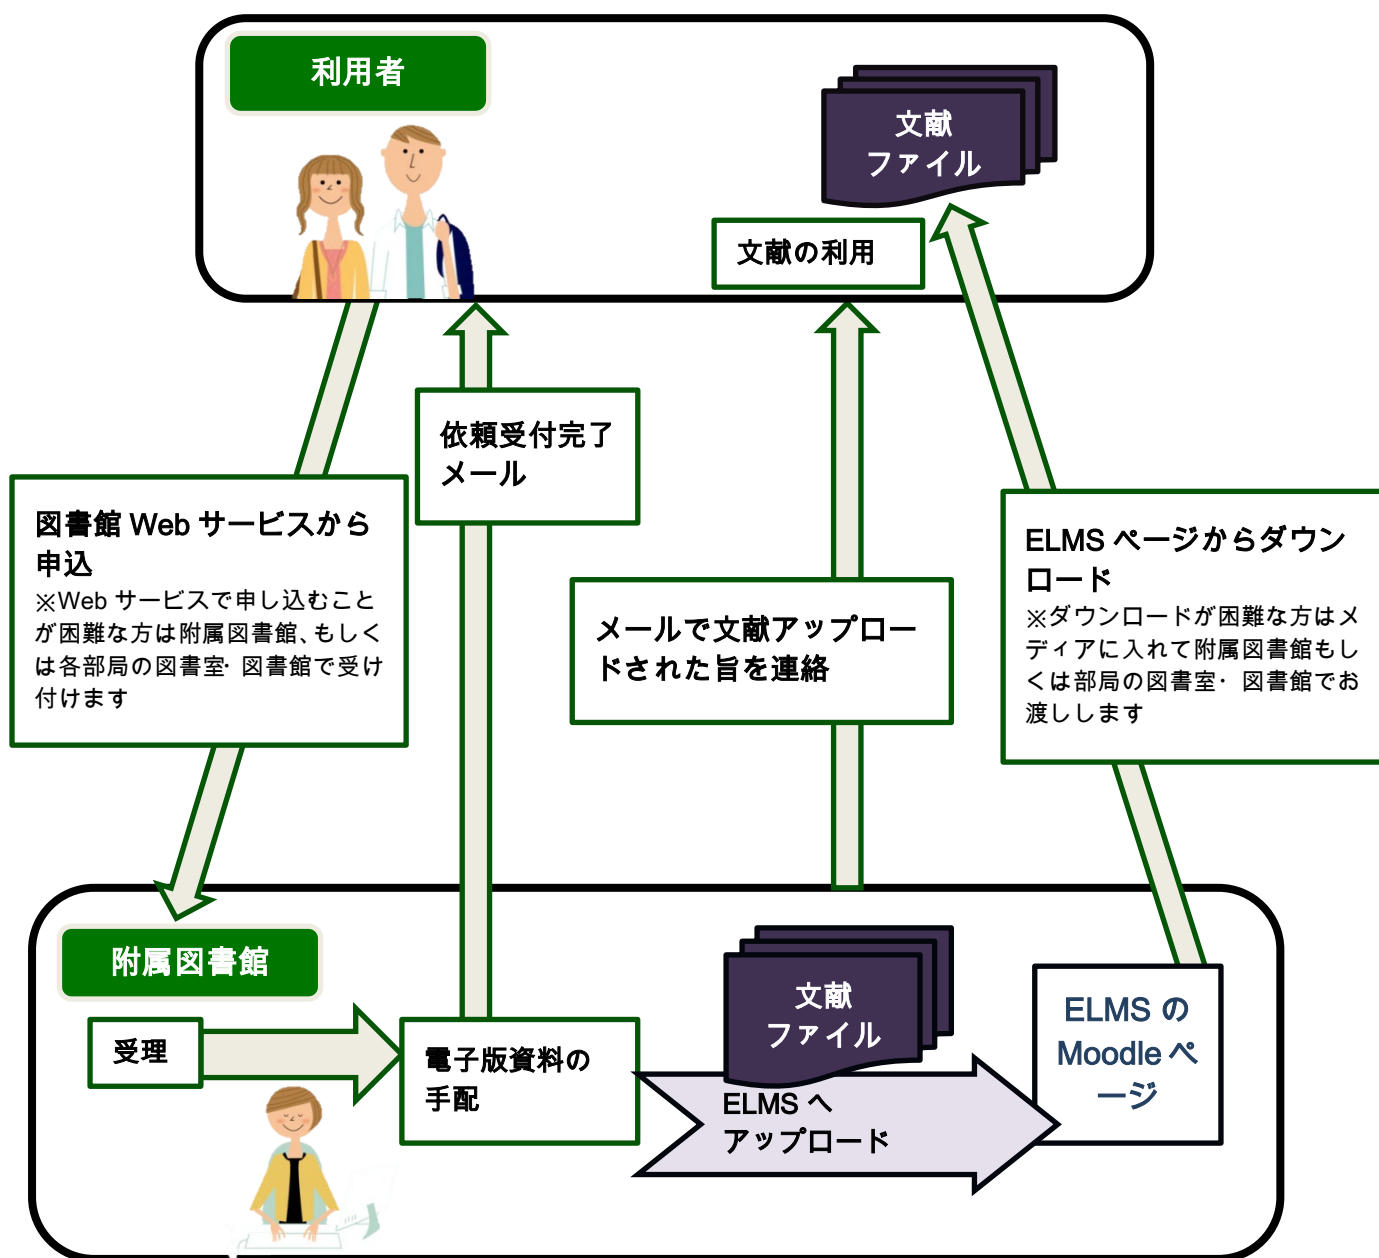 利用者
文献
ファイル
文献の利用
依頼受付完了
メール
図書館 Web サービスから
申込
※Web サービスで申し込むこと
が困難な方は附属図書館、もしく
は各部局の図書室・図書館で受け
付けます
ELMS ページからダウン
ロード
※ダウンロードが困難な方はメ
ディアに入れて附属図書館もし
くは部局の図書室・図書館でお
渡しします
メールで文献アップロー
ドされた旨を連絡
附属図書館
受理
電子版資料の
手配
文献
ファイル
ELMS へ
アップロード
ELMS の
Moodle ペ
ージ